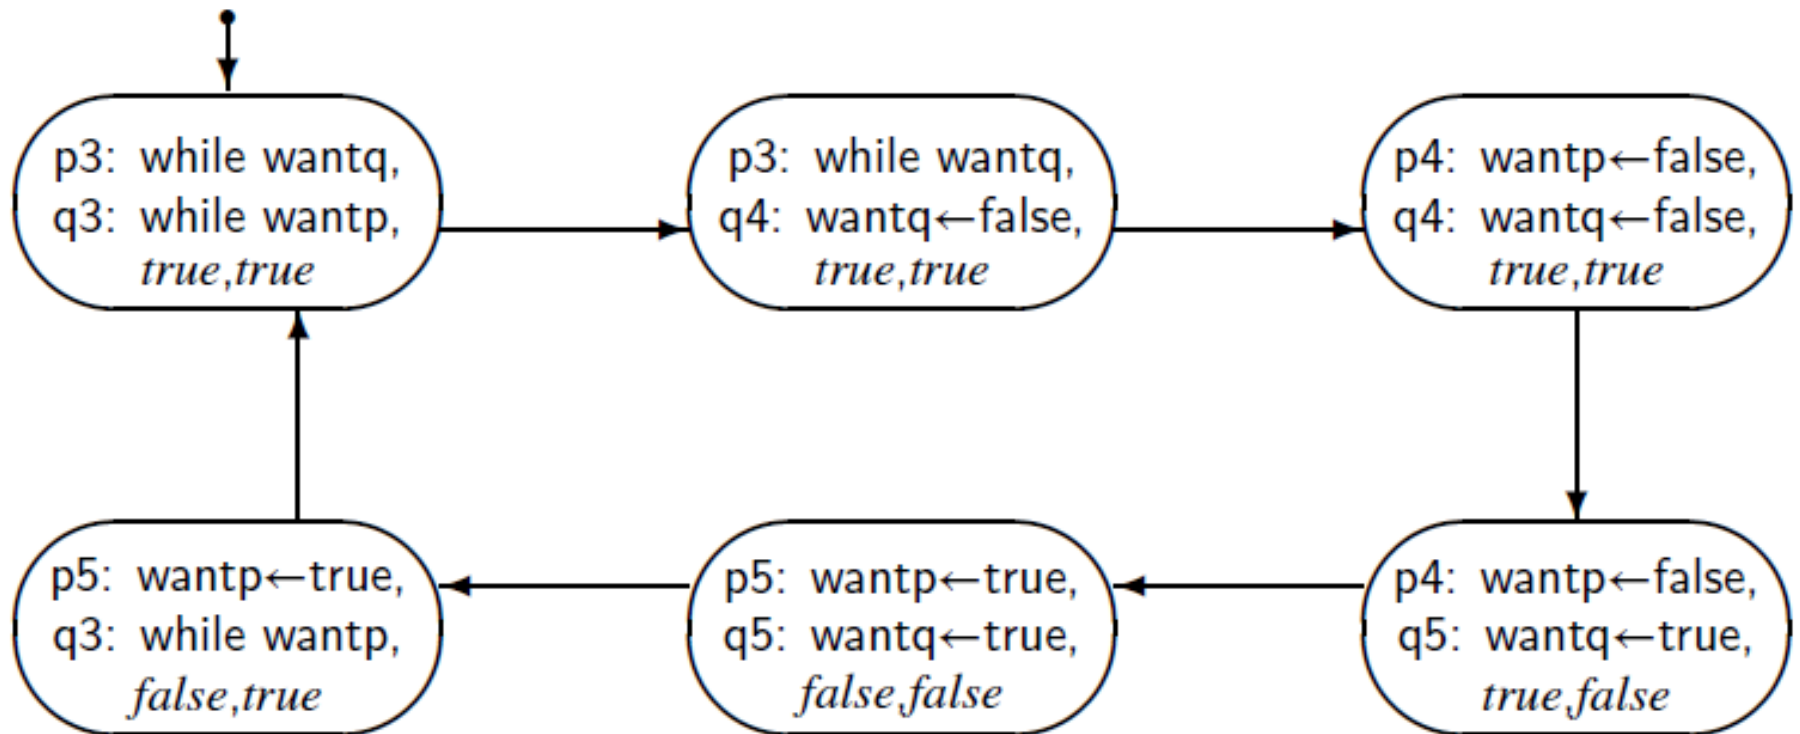 p3: while wantq,
q3: while wantp,
true,true
p3: while wantq,
q4: wantq←false,
true,true
p4: wantp←false,
q4: wantq←false,
true,true
p5: wantp←true,
q3: while wantp,
false,true
p5: wantp←true,
q5: wantq←true,
false,false
p4: wantp←false,
q5: wantq←true,
true,false